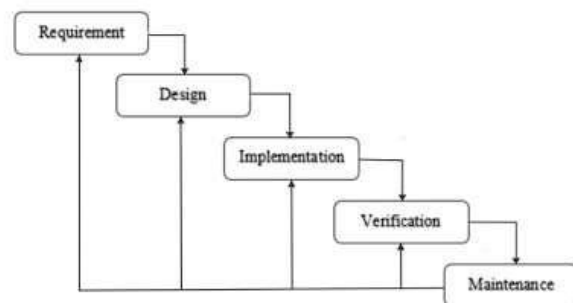 Requirement
Design
Implementation
Verification
Maintenance